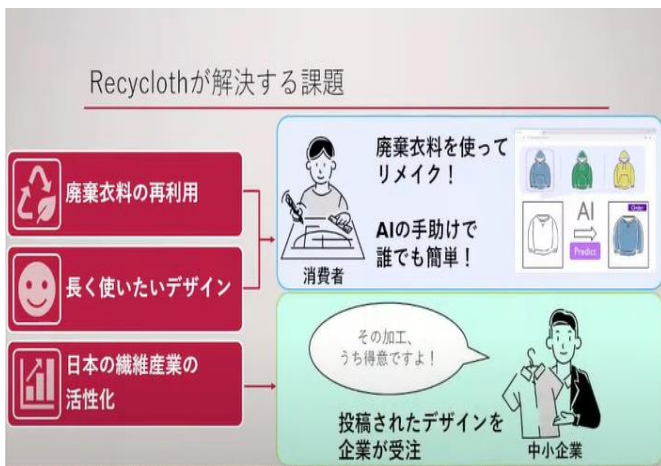 Recyclothが解決する課題
廃棄衣料の再利用
長く使いたいデザイン
日本の繊維産業の
活性化
廃棄衣料を使って
リメイク！
AIの手助けで
誰でも簡単！
消費者
AI
Predict
Order
その加工、
うち得意ですよ！
投稿されたデザインを
企業が受注
中小企業